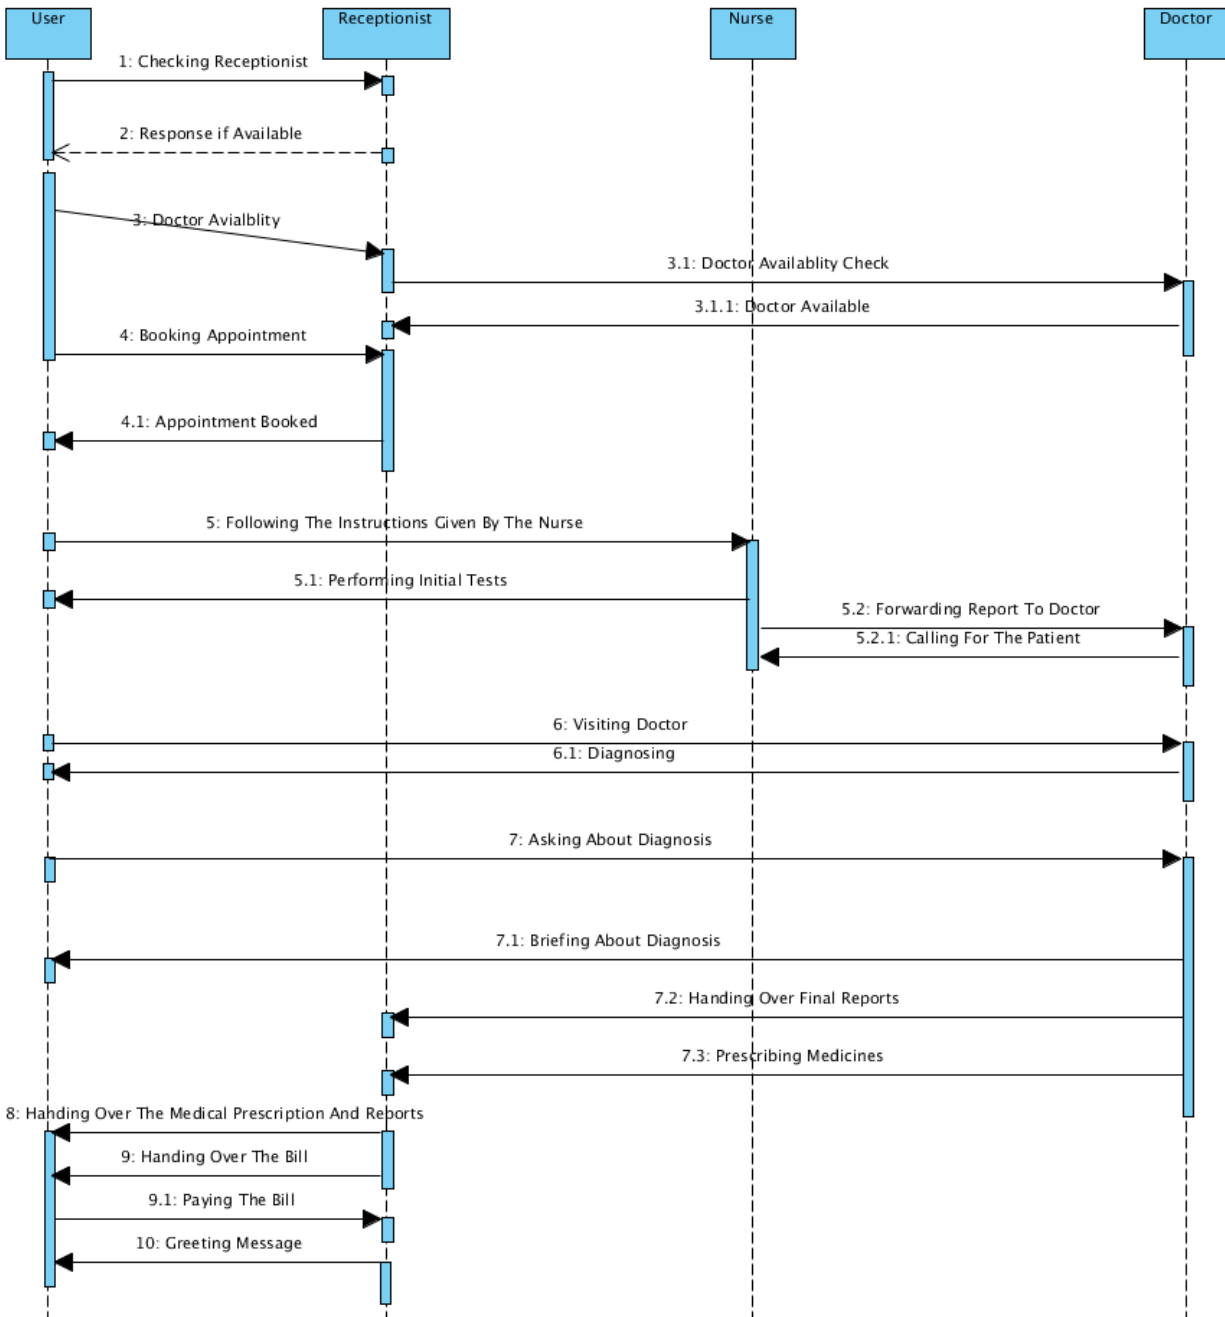 User
Receptionist
Nurse
Doctor
1: Checking Receptionist
2: Response if Available
3: Doctor Avialblity
3.1: Doctor Availablity Check
3.1.1: Doctor Available
4: Booking Appointment
4.1: Appointment Booked
5: Following The Instructions Given By The Nurse
5.1: Performing Initial Tests
5.2: Forwarding Report To Doctor
5.2.1: Calling For The Patient
6: Visiting Doctor
6.1: Diagnosing
7: Asking About Diagnosis
7.1: Briefing About Diagnosis
7.2: Handing Over Final Reports
7.3: Prescribing Medicines
8: Handing Over The Medical Prescription And Reports
9: Handing Over The Bill
9.1: Paying The Bill
10: Greeting Message